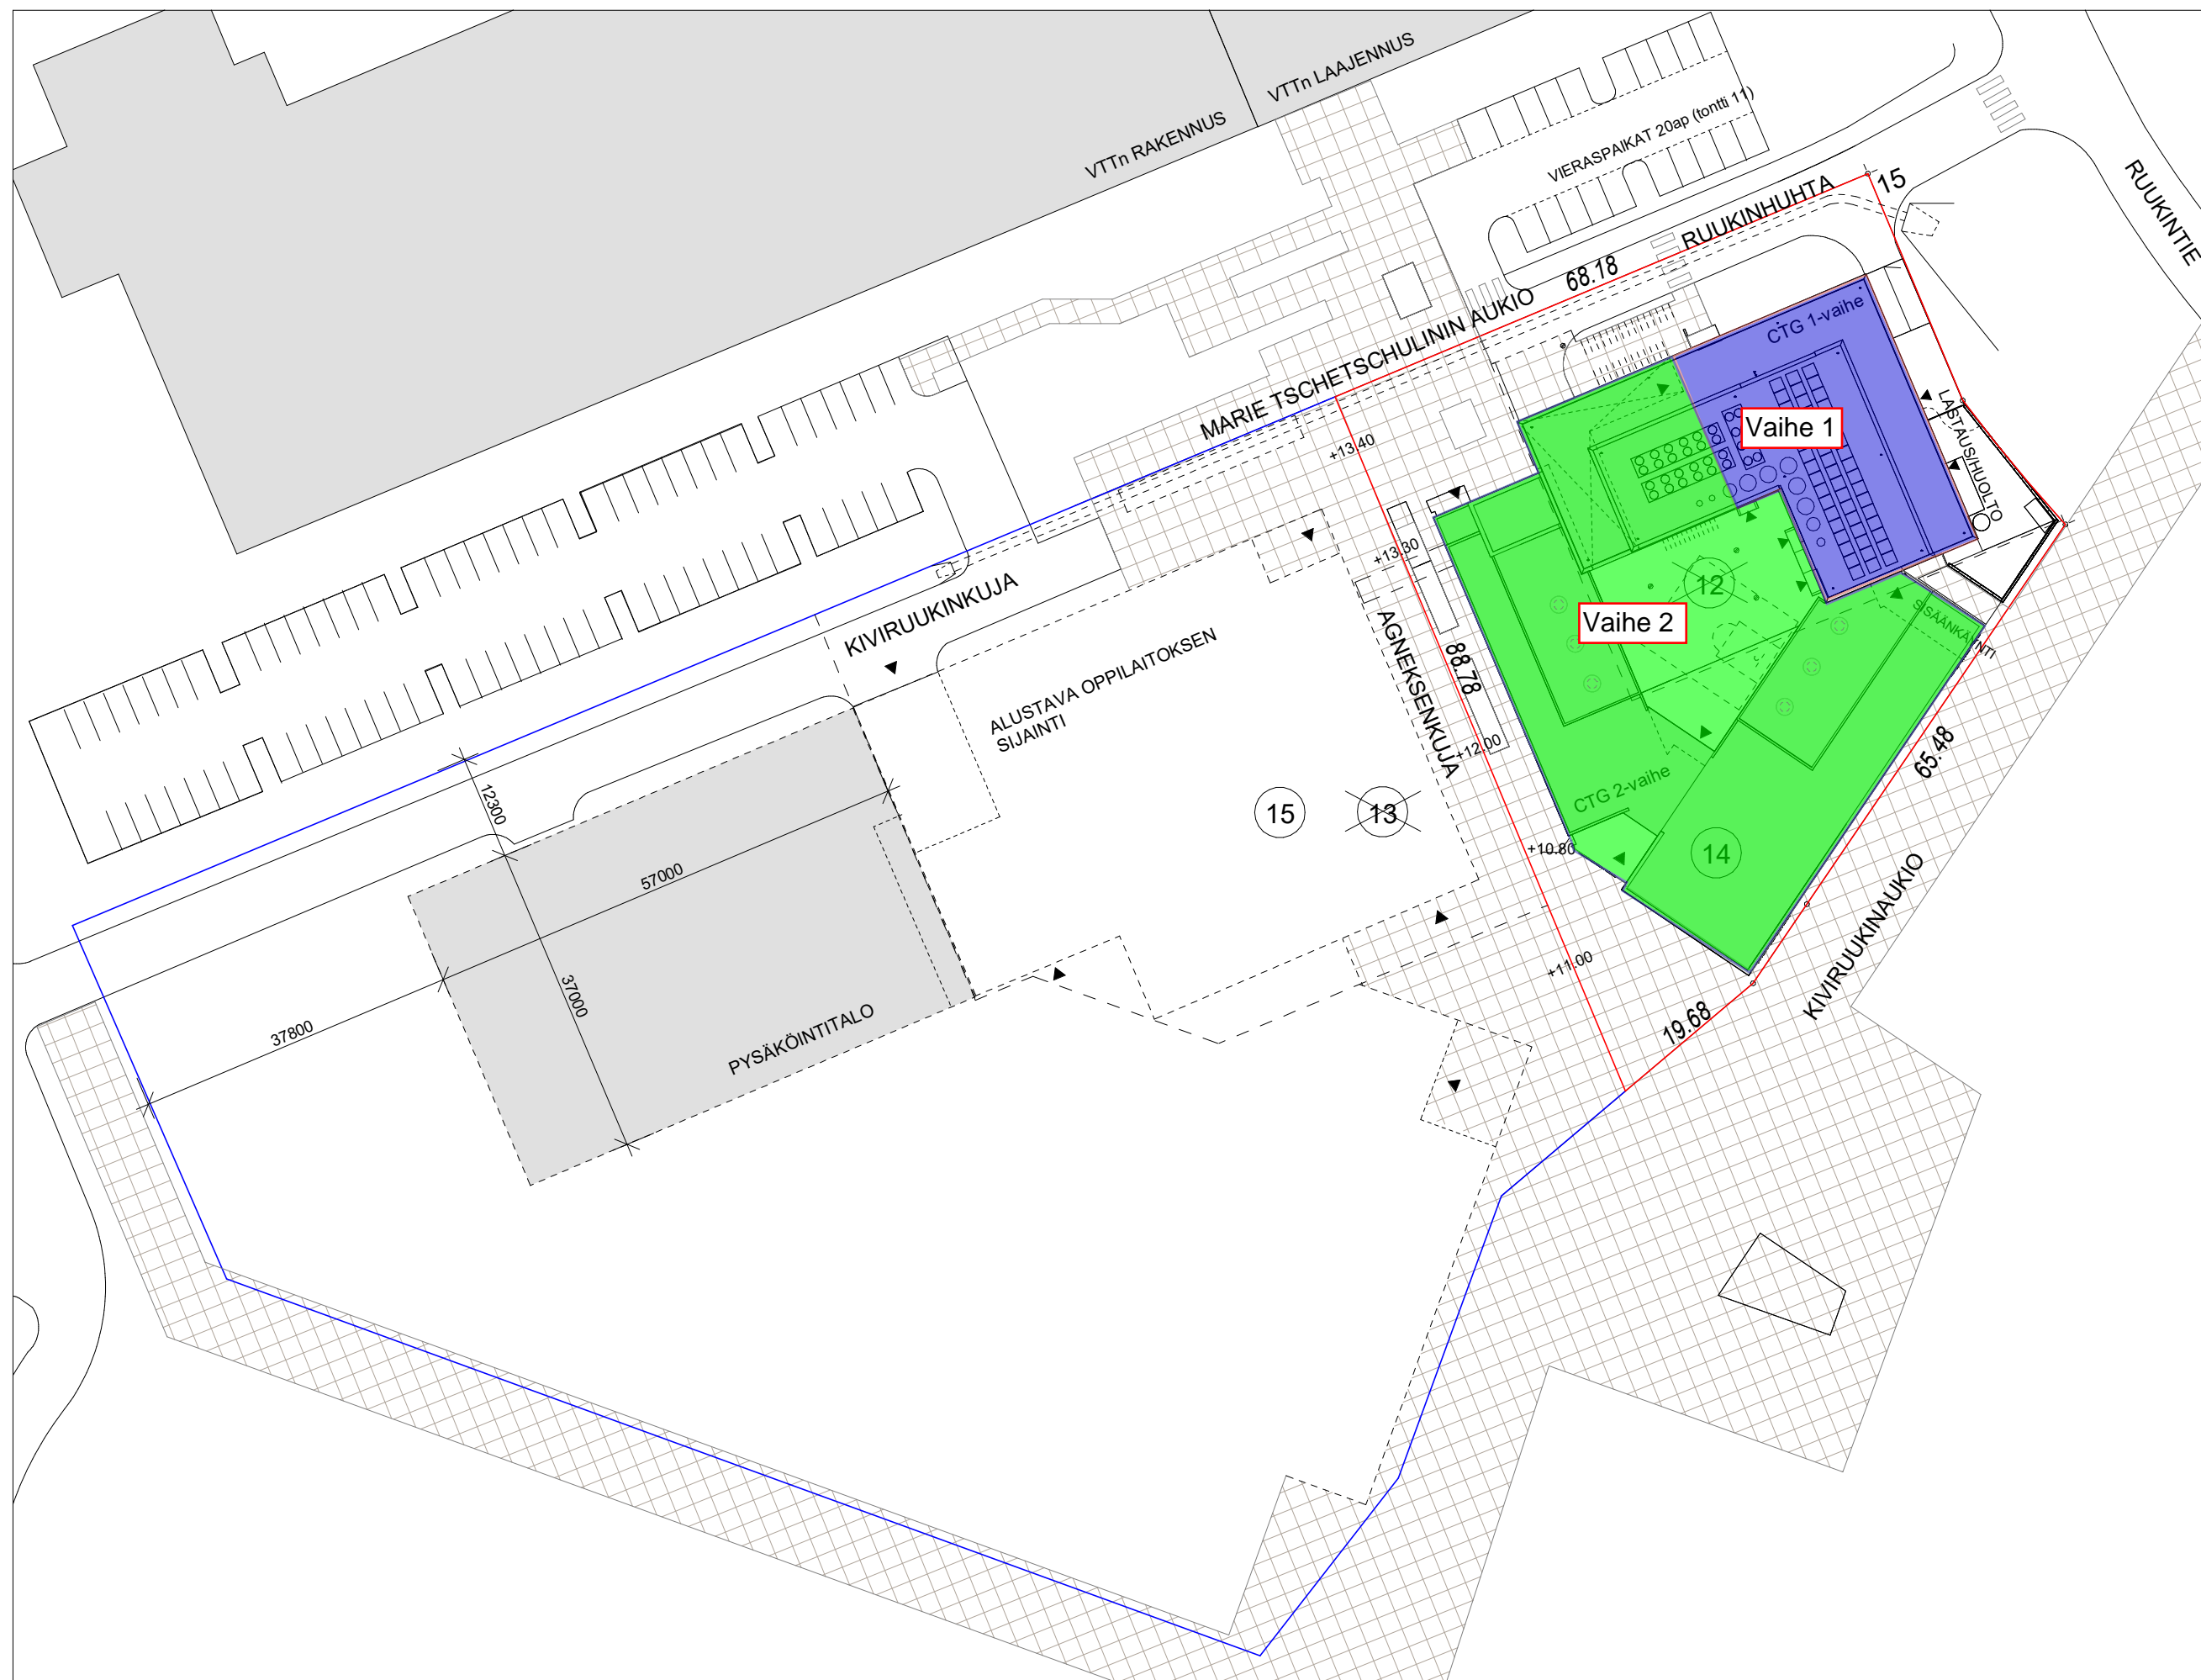 VTTn LAAJENNUS
VTTn RAKENNUS
VIERASPAIKAT 20ap (tontti 11)
RUUKINTIE
15
RUUKINHUHTA
68.18
MARIE TSCHETSCHULININ AUKIO
CTG 1-vaihe
Vaihe 1
LASTAUS/HUOLTO
+13.40
+13.30
12
SISÄÄNKÄYNTI
Vaihe 2
KIVIRUUKINKUJA
ALUSTAVA OPPILAITOKSEN
SIJAINTI
AGNEKSENKUJA
88.78
+12.00
65.48
CTG 2-vaihe
12300
15
13
14
+10.80
57000
KIVIRUUKINAUKIO
+11.00
37000
37800
PYSÄKÖINTITALO
19.68